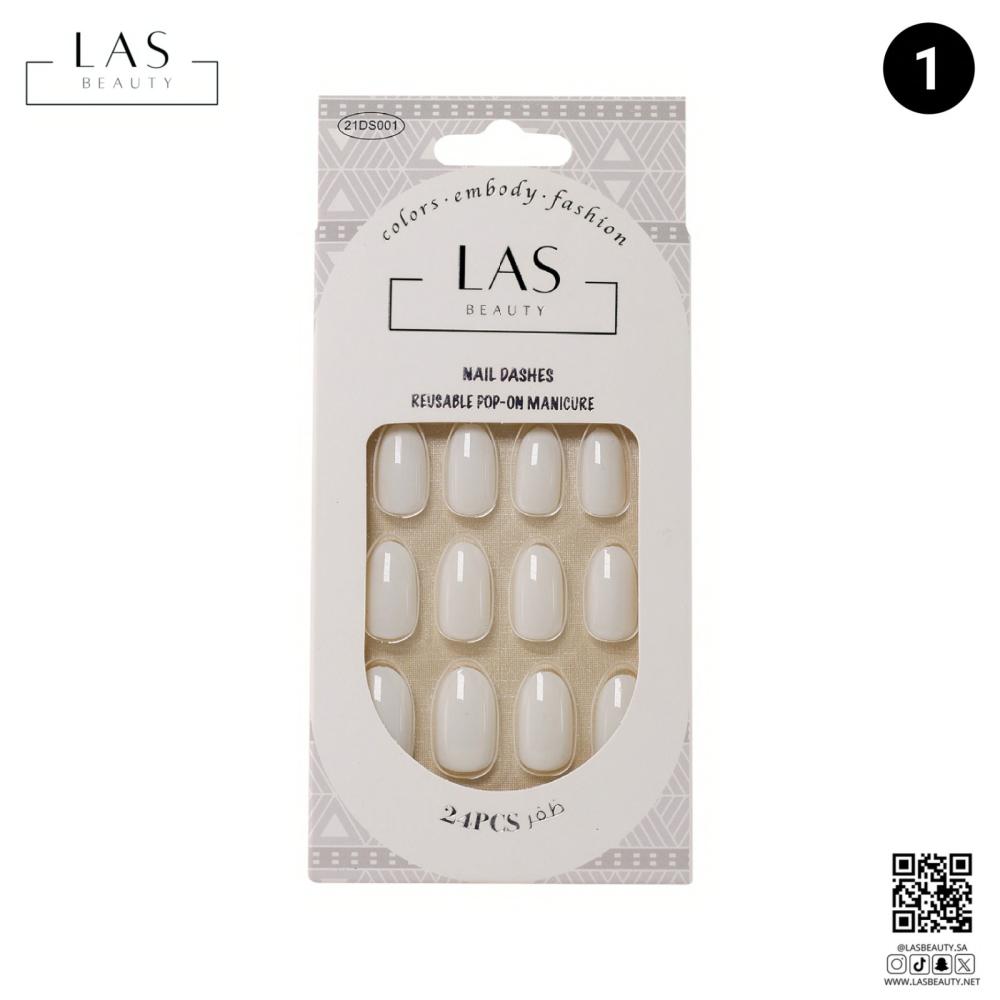 LAS
BEAUTY
1
21DS001
colors·embody·fashion
LAS
BEAUTY
NAIL DASHES
REUSABLE POP-ON MANICURE
24PCS ظفر
@LASBEAUTY.SA
WWW.LASBEAUTY.NET